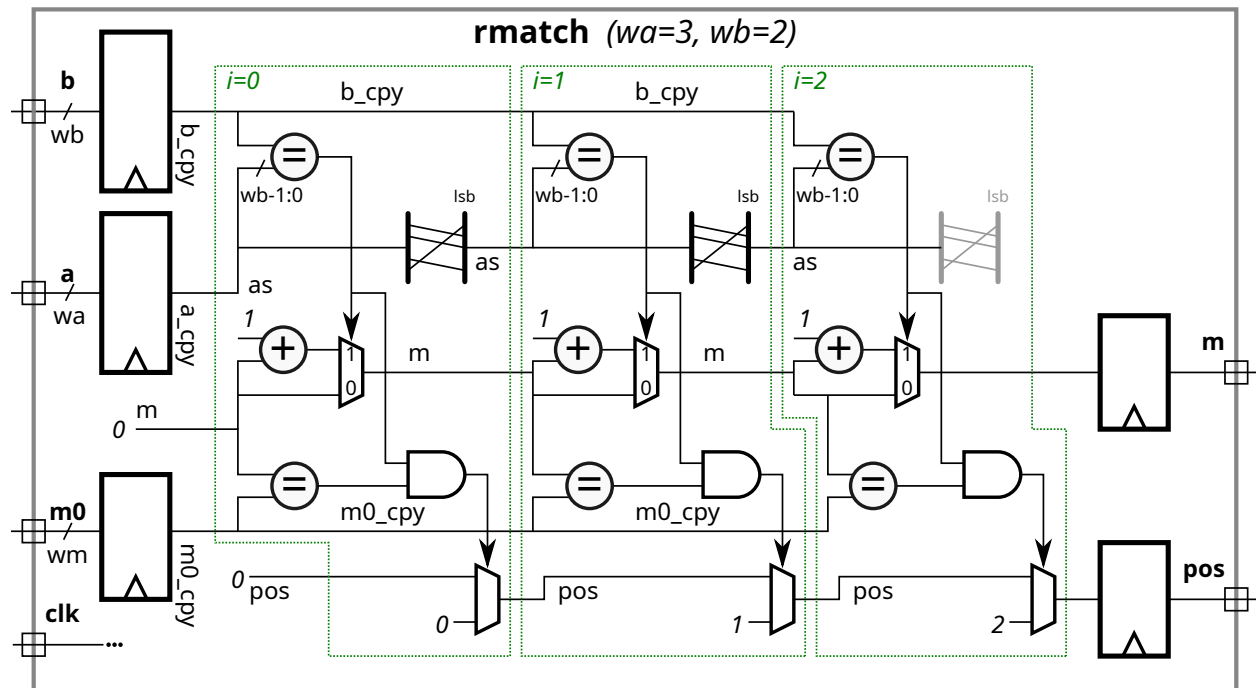 rmatch (wa=3, wb=2)
i=0
i=1
i=2
b
wb
b_cpy
b_cpy
b_cpy
=
=
=
wb-1:0
wb-1:0
wb-1:0
lsb
lsb
lsb
a
wa
a_cpy
as
as
as
1
1
1
+
+
+
1
0
1
0
1
0
m
m
m
m
0
=
=
=
m0
wm
m0_cpy
m0_cpy
m0_cpy
0
pos
pos
pos
pos
0
1
2
clk
...